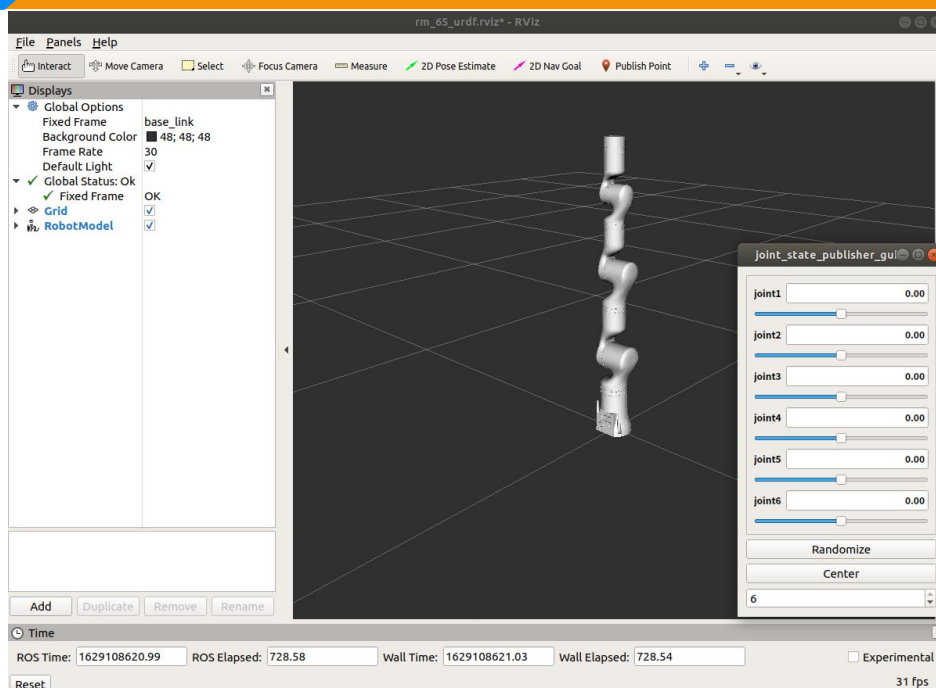 rm_65_urdf.rviz* - RViz
File Panels Help
Interact Move Camera Select Focus Camera Measure 2D Pose Estimate 2D Nav Goal Publish Point
Displays
Global Options
Fixed Frame base_link
Background Color 48; 48; 48
Frame Rate 30
Default Light
Global Status: Ok
Fixed Frame OK
Grid
RobotModel
joint_state_publisher_gui
joint1 0.00
joint2 0.00
joint3 0.00
joint4 0.00
joint5 0.00
joint6 0.00
Randomize
Center
6
Add Duplicate Remove Rename
Time
ROS Time: 1629108620.99 ROS Elapsed: 728.58 Wall Time: 1629108621.03 Wall Elapsed: 728.54 Experimental
Reset 31 fps